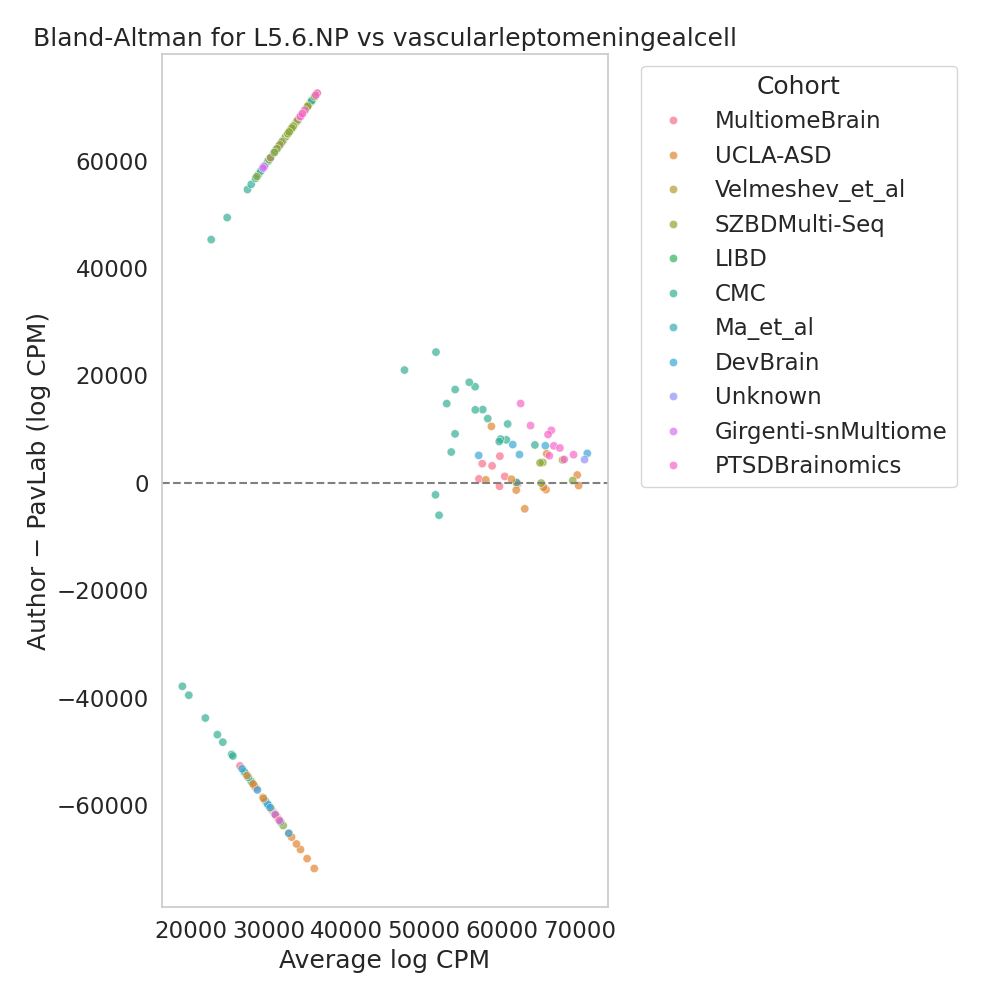 Bland-Altman for L5.6.NP vs vascularleptomeningealcell
Cohort
MultiomeBrain
UCLA-ASD
Velmeshev_et_al
SZBDMulti-Seq
LIBD
CMC
Ma_et_al
DevBrain
Unknown
Girgenti-snMultiome
PTSDBrainomics
Author − PavLab (log CPM)
60000
40000
20000
0
−20000
−40000
−60000
20000 30000 40000 50000 60000 70000
Average log CPM